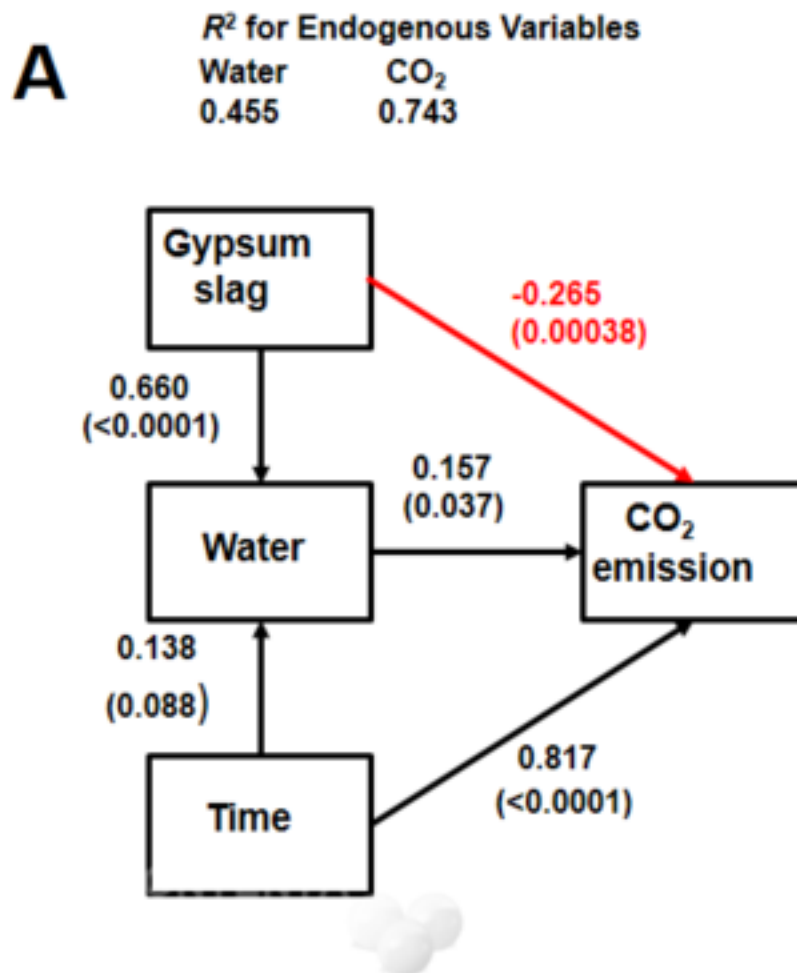 A
R² for Endogenous Variables
Water CO₂
0.455 0.743
Gypsum
slag
-0.265
(0.00038)
0.660
(<0.0001)
0.157
(0.037)
Water
CO₂
emission
0.138
(0.088)
0.817
(<0.0001)
Time